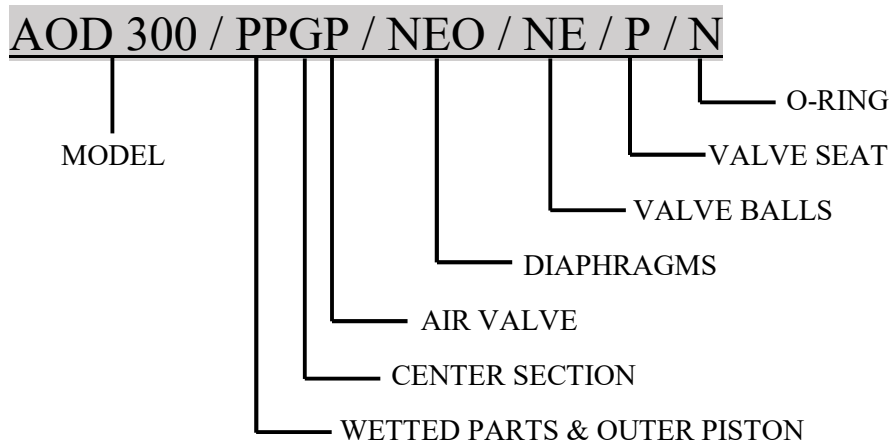 AOD 300 / PPGP / NEO / NE / P / N
O-RING
MODEL
VALVE SEAT
VALVE BALLS
DIAPHRAGMS
AIR VALVE
CENTER SECTION
WETTED PARTS & OUTER PISTON